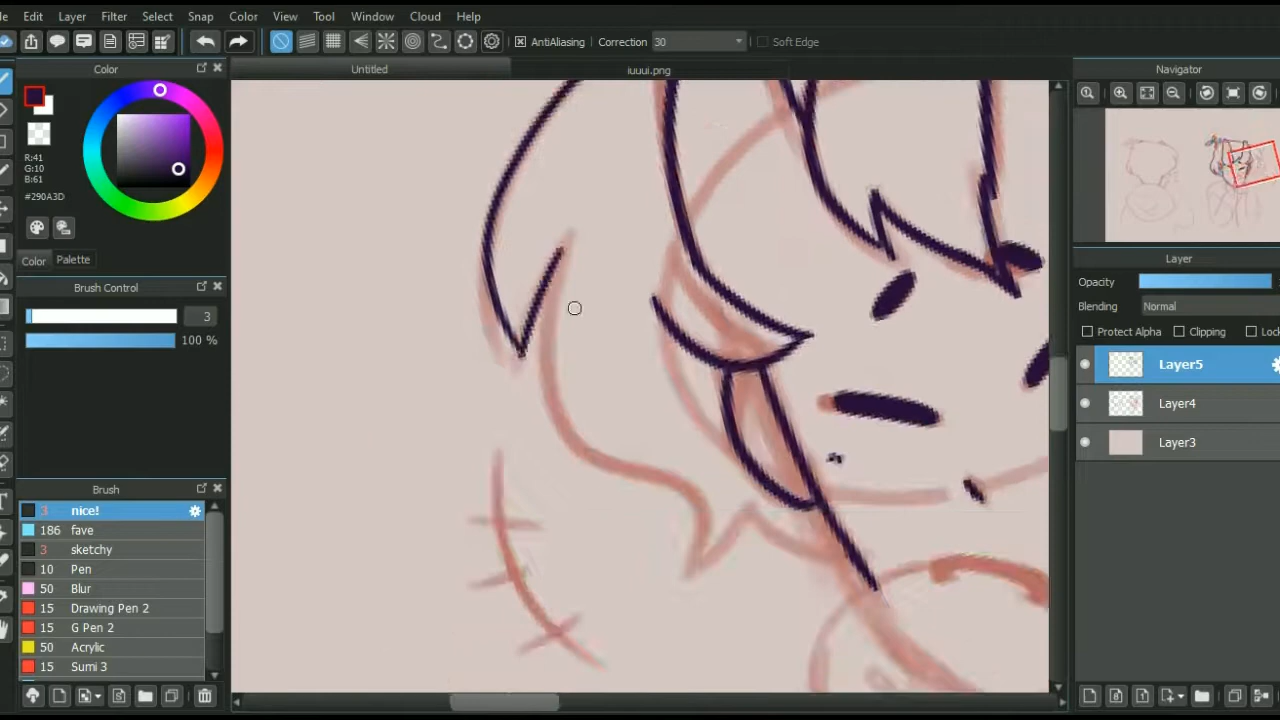 le Edit Layer Filter Select Snap Color View Tool Window Cloud Help
AntiAliasing Correction 30 Soft Edge
Color
Untitled
iuuui.png
Navigator
R:41
G:10
B:61
#290A3D
Color Palette
Brush Control
3
100 %
Layer
Opacity
Blending Normal
Protect Alpha Clipping Lock
Layer5
Layer4
Layer3
Brush
3 nice!
186 fave
3 sketchy
10 Pen
50 Blur
15 Drawing Pen 2
15 G Pen 2
50 Acrylic
15 Sumi 3